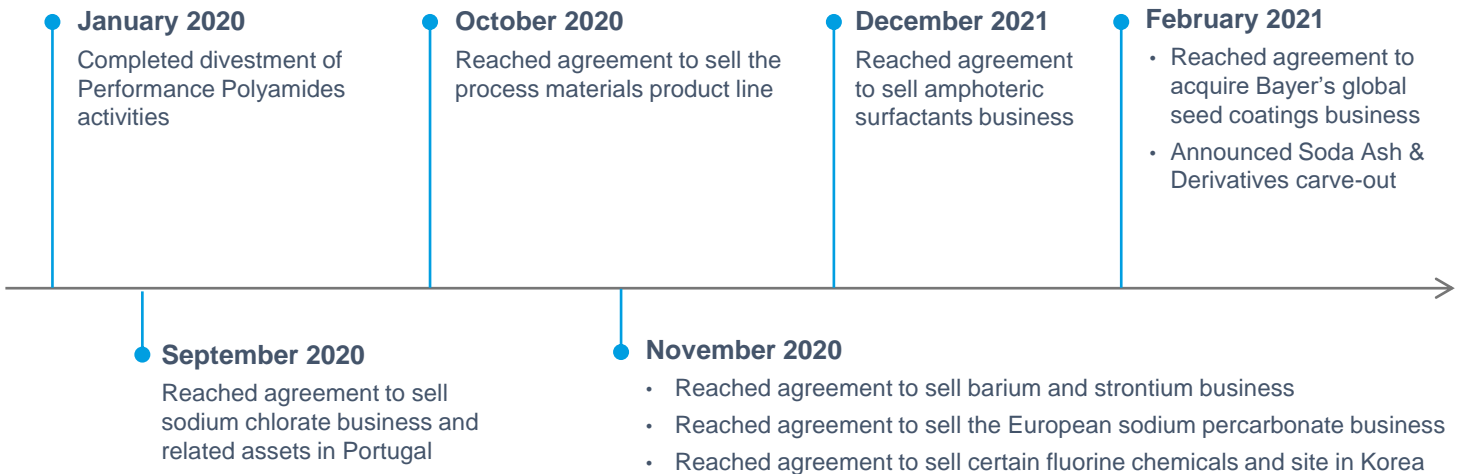 January 2020
Completed divestment of
Performance Polyamides
activities
October 2020
Reached agreement to sell the
process materials product line
December 2021
Reached agreement
to sell amphoteric
surfactants business
February 2021
• Reached agreement to
acquire Bayer’s global
seed coatings business
• Announced Soda Ash &
Derivatives carve-out
September 2020
Reached agreement to sell
sodium chlorate business and
related assets in Portugal
November 2020
• Reached agreement to sell barium and strontium business
• Reached agreement to sell the European sodium percarbonate business
• Reached agreement to sell certain fluorine chemicals and site in Korea